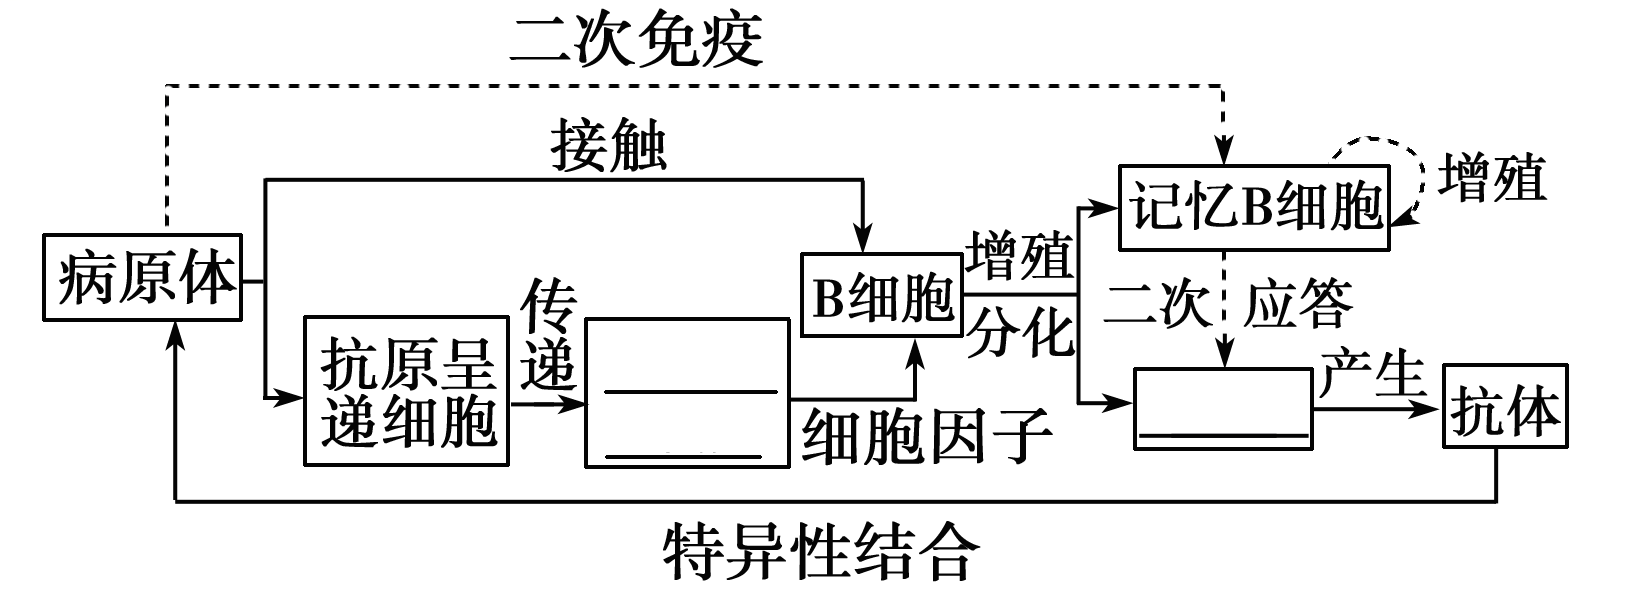 二次免疫
接触
病原体
抗原呈
递细胞
传
递
B细胞
细胞因子
增殖
分化
记忆B细胞
增殖
二次 应答
产生
抗体
特异性结合